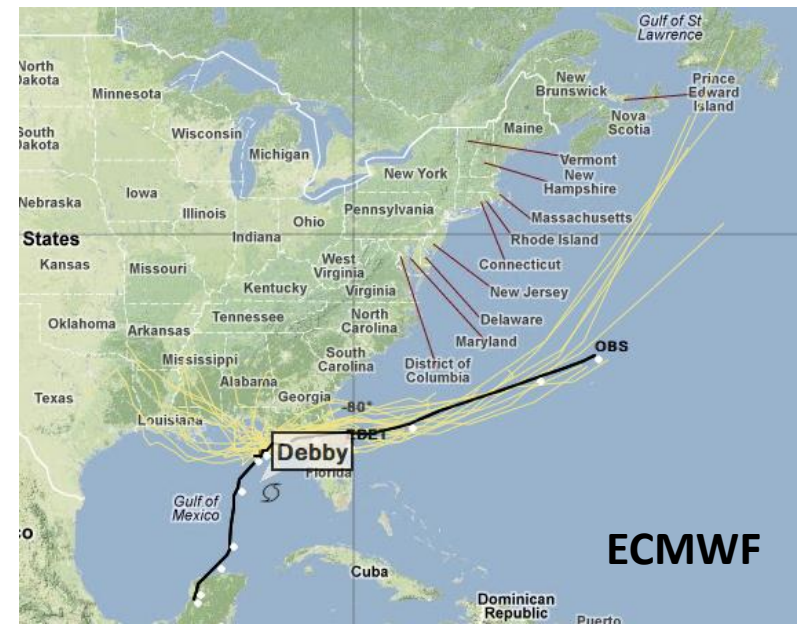 Gulf of St
Lawrence
North
Dakota
Minnesota
New
Brunswick
Prince
Edward
Island
Nova
Scotia
Maine
South
Dakota
Wisconsin
Michigan
Vermont
New
Hampshire
New York
Nebraska
Iowa
Illinois
Ohio
Pennsylvania
Massachusetts
Rhode Island
States
Indiana
Connecticut
Kansas
Missouri
West
Virginia
Kentucky
Virginia
New Jersey
Delaware
Maryland
Oklahoma
Arkansas
Tennessee
North
Carolina
District of
Columbia
OBS
Mississippi
South
Carolina
Texas
Alabama
Georgia
-80°
Louisiana
Debby
Florida
Gulf of
Mexico
ECMWF
Cuba
Dominican
Republic
Puerto